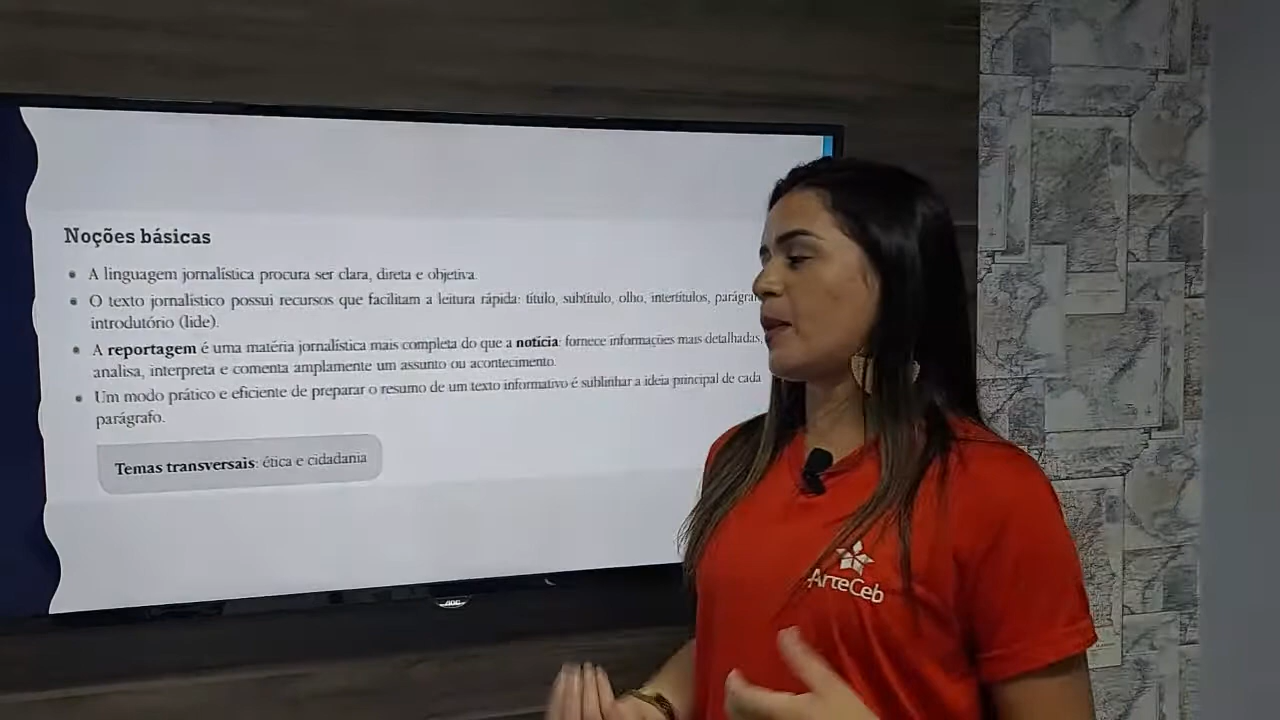 Noções básicas
• A linguagem jornalística procura ser clara, direta e objetiva.
• O texto jornalístico possui recursos que facilitam a leitura rápida: título, subtítulo, olho, intertítulos,
introdutório (lide).
• A reportagem é uma matéria jornalística mais completa do que a notícia: fornece informações mais detalhadas,
analisa, interpreta e comenta amplamente um assunto ou acontecimento.
• Um modo prático e eficiente de preparar o resumo de um texto informativo é sublinhar a ideia principal de cada
parágrafo.
Temas transversais: ética e cidadania
AOC
ArteCeb